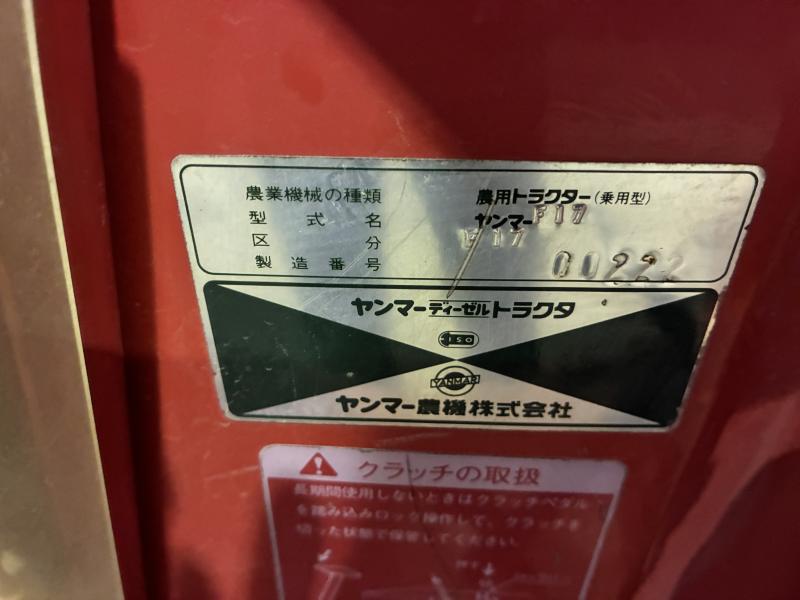 農業機械の種類 農用トラクター(乗用型)
型式名 ヤンマーF17
区分 F17
製造番号 00222
ヤンマーディーゼルトラクタ
ISO
YANMAR
ヤンマー農機株式会社
クラッチの取扱
長期間使用しないときはクラッチペダル
を踏み込みロック操作して、クラッチを
切った状態で保管してください。